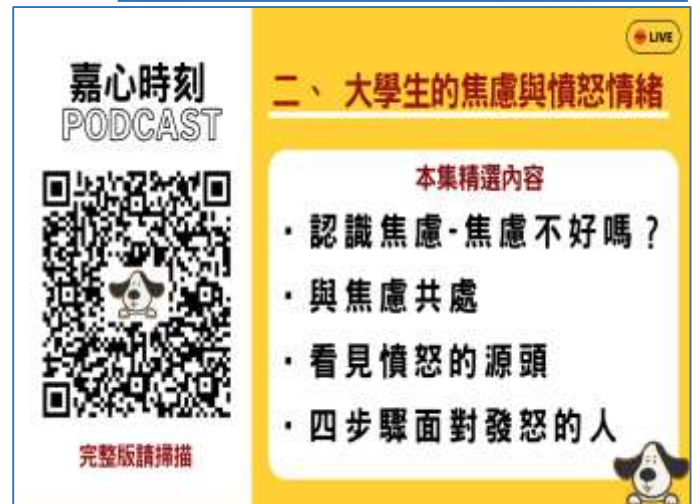 嘉心時刻
PODCAST
完整版請掃描
LIVE
二、 大學生的焦慮與憤怒情緒
本集精選內容
· 認識焦慮-焦慮不好嗎？
· 與焦慮共處
· 看見憤怒的源頭
· 四步驟面對發怒的人